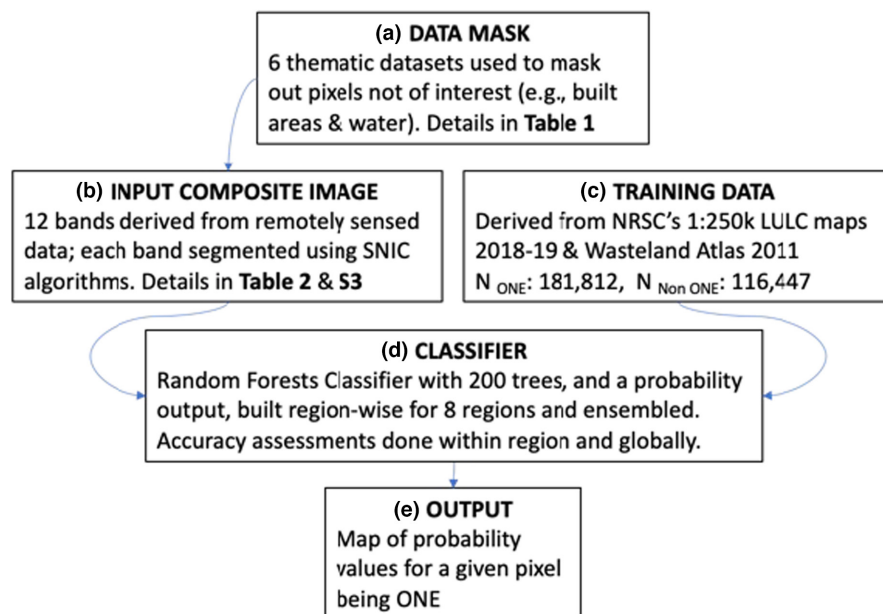 (a) DATA MASK
6 thematic datasets used to mask
out pixels not of interest (e.g., built
areas & water). Details in Table 1
(b) INPUT COMPOSITE IMAGE
12 bands derived from remotely sensed
data; each band segmented using SNIC
algorithms. Details in Table 2 & S3
(c) TRAINING DATA
Derived from NRSC's 1:250k LULC maps
2018-19 & Wasteland Atlas 2011
N ONE: 181,812, N Non ONE: 116,447
(d) CLASSIFIER
Random Forests Classifier with 200 trees, and a probability
output, built region-wise for 8 regions and ensembled.
Accuracy assessments done within region and globally.
(e) OUTPUT
Map of probability
values for a given pixel
being ONE